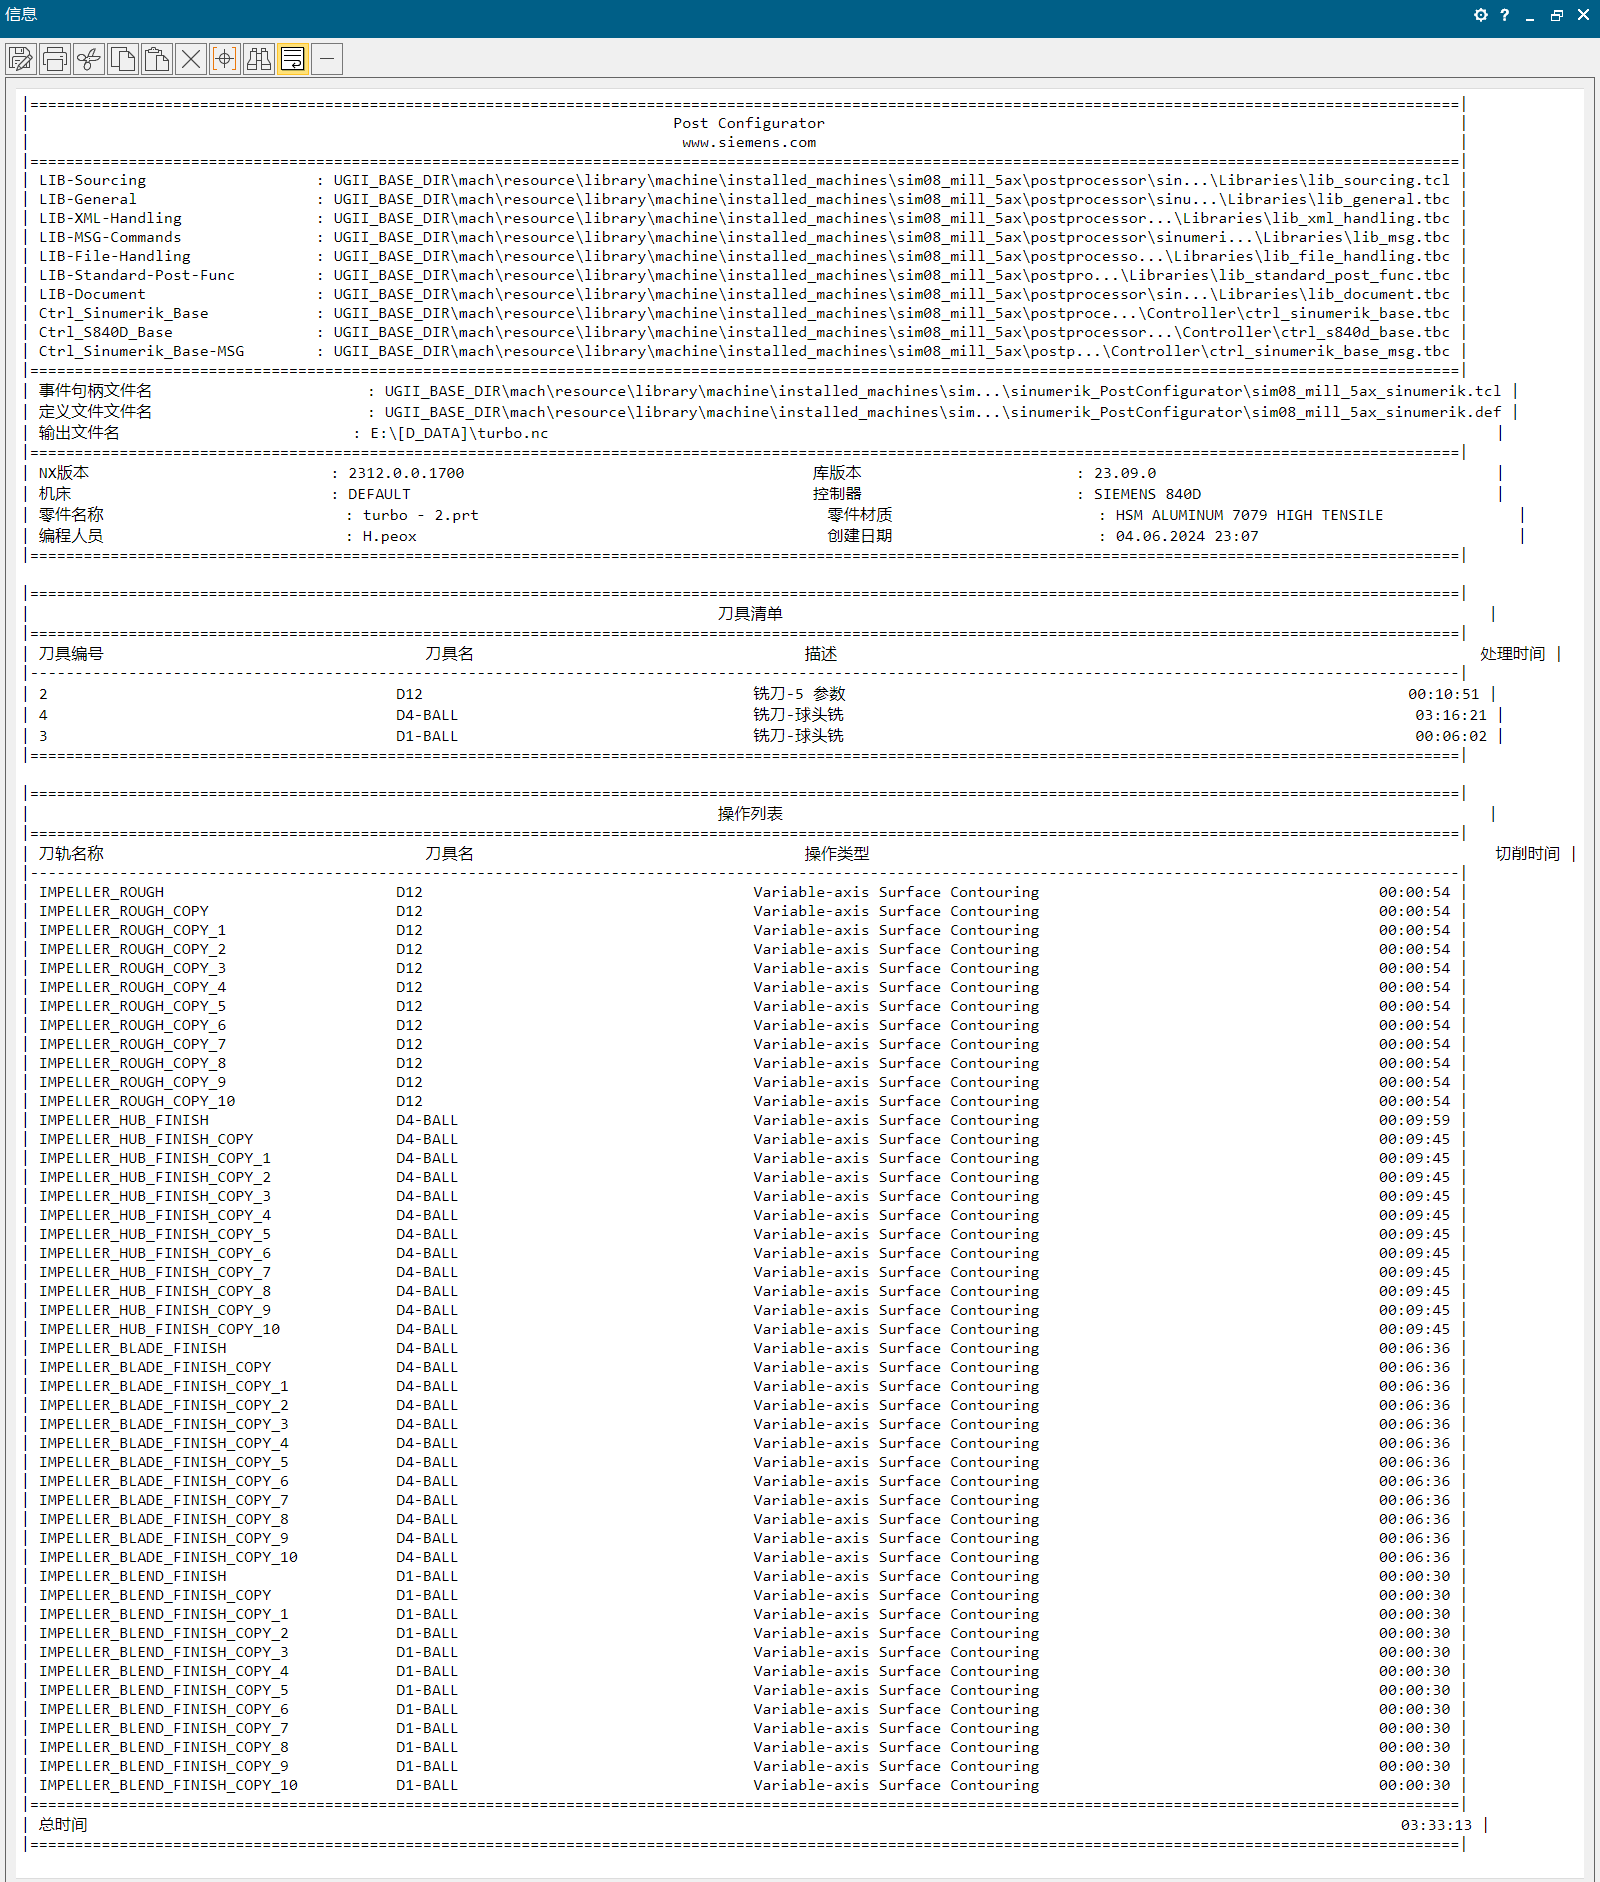 信息
|================================================================================================================================================================|
| Post Configurator |
| www.siemens.com |
|================================================================================================================================================================|
| LIB-Sourcing : UGII_BASE_DIR\mach\resource\library\machine\installed_machines\sim08_mill_5ax\postprocessor\sin...\Libraries\lib_sourcing.tcl |
| LIB-General : UGII_BASE_DIR\mach\resource\library\machine\installed_machines\sim08_mill_5ax\postprocessor\sinu...\Libraries\lib_general.tbc |
| LIB-XML-Handling : UGII_BASE_DIR\mach\resource\library\machine\installed_machines\sim08_mill_5ax\postprocessor...\Libraries\lib_xml_handling.tbc |
| LIB-MSG-Commands : UGII_BASE_DIR\mach\resource\library\machine\installed_machines\sim08_mill_5ax\postprocessor\sinumeri...\Libraries\lib_msg.tbc |
| LIB-File-Handling : UGII_BASE_DIR\mach\resource\library\machine\installed_machines\sim08_mill_5ax\postprocesso...\Libraries\lib_file_handling.tbc |
| LIB-Standard-Post-Func : UGII_BASE_DIR\mach\resource\library\machine\installed_machines\sim08_mill_5ax\postpro...\Libraries\lib_standard_post_func.tbc |
| LIB-Document : UGII_BASE_DIR\mach\resource\library\machine\installed_machines\sim08_mill_5ax\postprocessor\sin...\Libraries\lib_document.tbc |
| Ctrl_Sinumerik_Base : UGII_BASE_DIR\mach\resource\library\machine\installed_machines\sim08_mill_5ax\postproce...\Controller\ctrl_sinumerik_base.tbc |
| Ctrl_S840D_Base : UGII_BASE_DIR\mach\resource\library\machine\installed_machines\sim08_mill_5ax\postprocessor...\Controller\ctrl_s840d_base.tbc |
| Ctrl_Sinumerik_Base-MSG : UGII_BASE_DIR\mach\resource\library\machine\installed_machines\sim08_mill_5ax\postp...\Controller\ctrl_sinumerik_base_msg.tbc |
|================================================================================================================================================================|
| 事件句柄文件名 : UGII_BASE_DIR\mach\resource\library\machine\installed_machines\sim...\sinumerik_PostConfigurator\sim08_mill_5ax_sinumerik.tcl |
| 定义文件文件名 : UGII_BASE_DIR\mach\resource\library\machine\installed_machines\sim...\sinumerik_PostConfigurator\sim08_mill_5ax_sinumerik.def |
| 输出文件名 : E:\[D_DATA]\turbo.nc |
|================================================================================================================================================================|
| NX版本 : 2312.0.0.1700 库版本 : 23.09.0 |
| 机床 : DEFAULT 控制器 : SIEMENS 840D |
| 零件名称 : turbo - 2.prt 零件材质 : HSM ALUMINUM 7079 HIGH TENSILE |
| 编程人员 : H.peox 创建日期 : 04.06.2024 23:07 |
|================================================================================================================================================================|
|================================================================================================================================================================|
| 刀具清单 |
|================================================================================================================================================================|
| 刀具编号 刀具名 描述 处理时间 |
|----------------------------------------------------------------------------------------------------------------------------------------------------------------|
| 2 D12 铣刀-5 参数 00:10:51 |
| 4 D4-BALL 铣刀-球头铣 03:16:21 |
| 3 D1-BALL 铣刀-球头铣 00:06:02 |
|================================================================================================================================================================|
|================================================================================================================================================================|
| 操作列表 |
|================================================================================================================================================================|
| 刀轨名称 刀具名 操作类型 切削时间 |
|----------------------------------------------------------------------------------------------------------------------------------------------------------------|
| IMPELLER_ROUGH D12 Variable-axis Surface Contouring 00:00:54 |
| IMPELLER_ROUGH_COPY D12 Variable-axis Surface Contouring 00:00:54 |
| IMPELLER_ROUGH_COPY_1 D12 Variable-axis Surface Contouring 00:00:54 |
| IMPELLER_ROUGH_COPY_2 D12 Variable-axis Surface Contouring 00:00:54 |
| IMPELLER_ROUGH_COPY_3 D12 Variable-axis Surface Contouring 00:00:54 |
| IMPELLER_ROUGH_COPY_4 D12 Variable-axis Surface Contouring 00:00:54 |
| IMPELLER_ROUGH_COPY_5 D12 Variable-axis Surface Contouring 00:00:54 |
| IMPELLER_ROUGH_COPY_6 D12 Variable-axis Surface Contouring 00:00:54 |
| IMPELLER_ROUGH_COPY_7 D12 Variable-axis Surface Contouring 00:00:54 |
| IMPELLER_ROUGH_COPY_8 D12 Variable-axis Surface Contouring 00:00:54 |
| IMPELLER_ROUGH_COPY_9 D12 Variable-axis Surface Contouring 00:00:54 |
| IMPELLER_ROUGH_COPY_10 D12 Variable-axis Surface Contouring 00:00:54 |
| IMPELLER_HUB_FINISH D4-BALL Variable-axis Surface Contouring 00:09:59 |
| IMPELLER_HUB_FINISH_COPY D4-BALL Variable-axis Surface Contouring 00:09:45 |
| IMPELLER_HUB_FINISH_COPY_1 D4-BALL Variable-axis Surface Contouring 00:09:45 |
| IMPELLER_HUB_FINISH_COPY_2 D4-BALL Variable-axis Surface Contouring 00:09:45 |
| IMPELLER_HUB_FINISH_COPY_3 D4-BALL Variable-axis Surface Contouring 00:09:45 |
| IMPELLER_HUB_FINISH_COPY_4 D4-BALL Variable-axis Surface Contouring 00:09:45 |
| IMPELLER_HUB_FINISH_COPY_5 D4-BALL Variable-axis Surface Contouring 00:09:45 |
| IMPELLER_HUB_FINISH_COPY_6 D4-BALL Variable-axis Surface Contouring 00:09:45 |
| IMPELLER_HUB_FINISH_COPY_7 D4-BALL Variable-axis Surface Contouring 00:09:45 |
| IMPELLER_HUB_FINISH_COPY_8 D4-BALL Variable-axis Surface Contouring 00:09:45 |
| IMPELLER_HUB_FINISH_COPY_9 D4-BALL Variable-axis Surface Contouring 00:09:45 |
| IMPELLER_HUB_FINISH_COPY_10 D4-BALL Variable-axis Surface Contouring 00:09:45 |
| IMPELLER_BLADE_FINISH D4-BALL Variable-axis Surface Contouring 00:06:36 |
| IMPELLER_BLADE_FINISH_COPY D4-BALL Variable-axis Surface Contouring 00:06:36 |
| IMPELLER_BLADE_FINISH_COPY_1 D4-BALL Variable-axis Surface Contouring 00:06:36 |
| IMPELLER_BLADE_FINISH_COPY_2 D4-BALL Variable-axis Surface Contouring 00:06:36 |
| IMPELLER_BLADE_FINISH_COPY_3 D4-BALL Variable-axis Surface Contouring 00:06:36 |
| IMPELLER_BLADE_FINISH_COPY_4 D4-BALL Variable-axis Surface Contouring 00:06:36 |
| IMPELLER_BLADE_FINISH_COPY_5 D4-BALL Variable-axis Surface Contouring 00:06:36 |
| IMPELLER_BLADE_FINISH_COPY_6 D4-BALL Variable-axis Surface Contouring 00:06:36 |
| IMPELLER_BLADE_FINISH_COPY_7 D4-BALL Variable-axis Surface Contouring 00:06:36 |
| IMPELLER_BLADE_FINISH_COPY_8 D4-BALL Variable-axis Surface Contouring 00:06:36 |
| IMPELLER_BLADE_FINISH_COPY_9 D4-BALL Variable-axis Surface Contouring 00:06:36 |
| IMPELLER_BLADE_FINISH_COPY_10 D4-BALL Variable-axis Surface Contouring 00:06:36 |
| IMPELLER_BLEND_FINISH D1-BALL Variable-axis Surface Contouring 00:00:30 |
| IMPELLER_BLEND_FINISH_COPY D1-BALL Variable-axis Surface Contouring 00:00:30 |
| IMPELLER_BLEND_FINISH_COPY_1 D1-BALL Variable-axis Surface Contouring 00:00:30 |
| IMPELLER_BLEND_FINISH_COPY_2 D1-BALL Variable-axis Surface Contouring 00:00:30 |
| IMPELLER_BLEND_FINISH_COPY_3 D1-BALL Variable-axis Surface Contouring 00:00:30 |
| IMPELLER_BLEND_FINISH_COPY_4 D1-BALL Variable-axis Surface Contouring 00:00:30 |
| IMPELLER_BLEND_FINISH_COPY_5 D1-BALL Variable-axis Surface Contouring 00:00:30 |
| IMPELLER_BLEND_FINISH_COPY_6 D1-BALL Variable-axis Surface Contouring 00:00:30 |
| IMPELLER_BLEND_FINISH_COPY_7 D1-BALL Variable-axis Surface Contouring 00:00:30 |
| IMPELLER_BLEND_FINISH_COPY_8 D1-BALL Variable-axis Surface Contouring 00:00:30 |
| IMPELLER_BLEND_FINISH_COPY_9 D1-BALL Variable-axis Surface Contouring 00:00:30 |
| IMPELLER_BLEND_FINISH_COPY_10 D1-BALL Variable-axis Surface Contouring 00:00:30 |
|================================================================================================================================================================|
| 总时间 03:33:13 |
|================================================================================================================================================================|